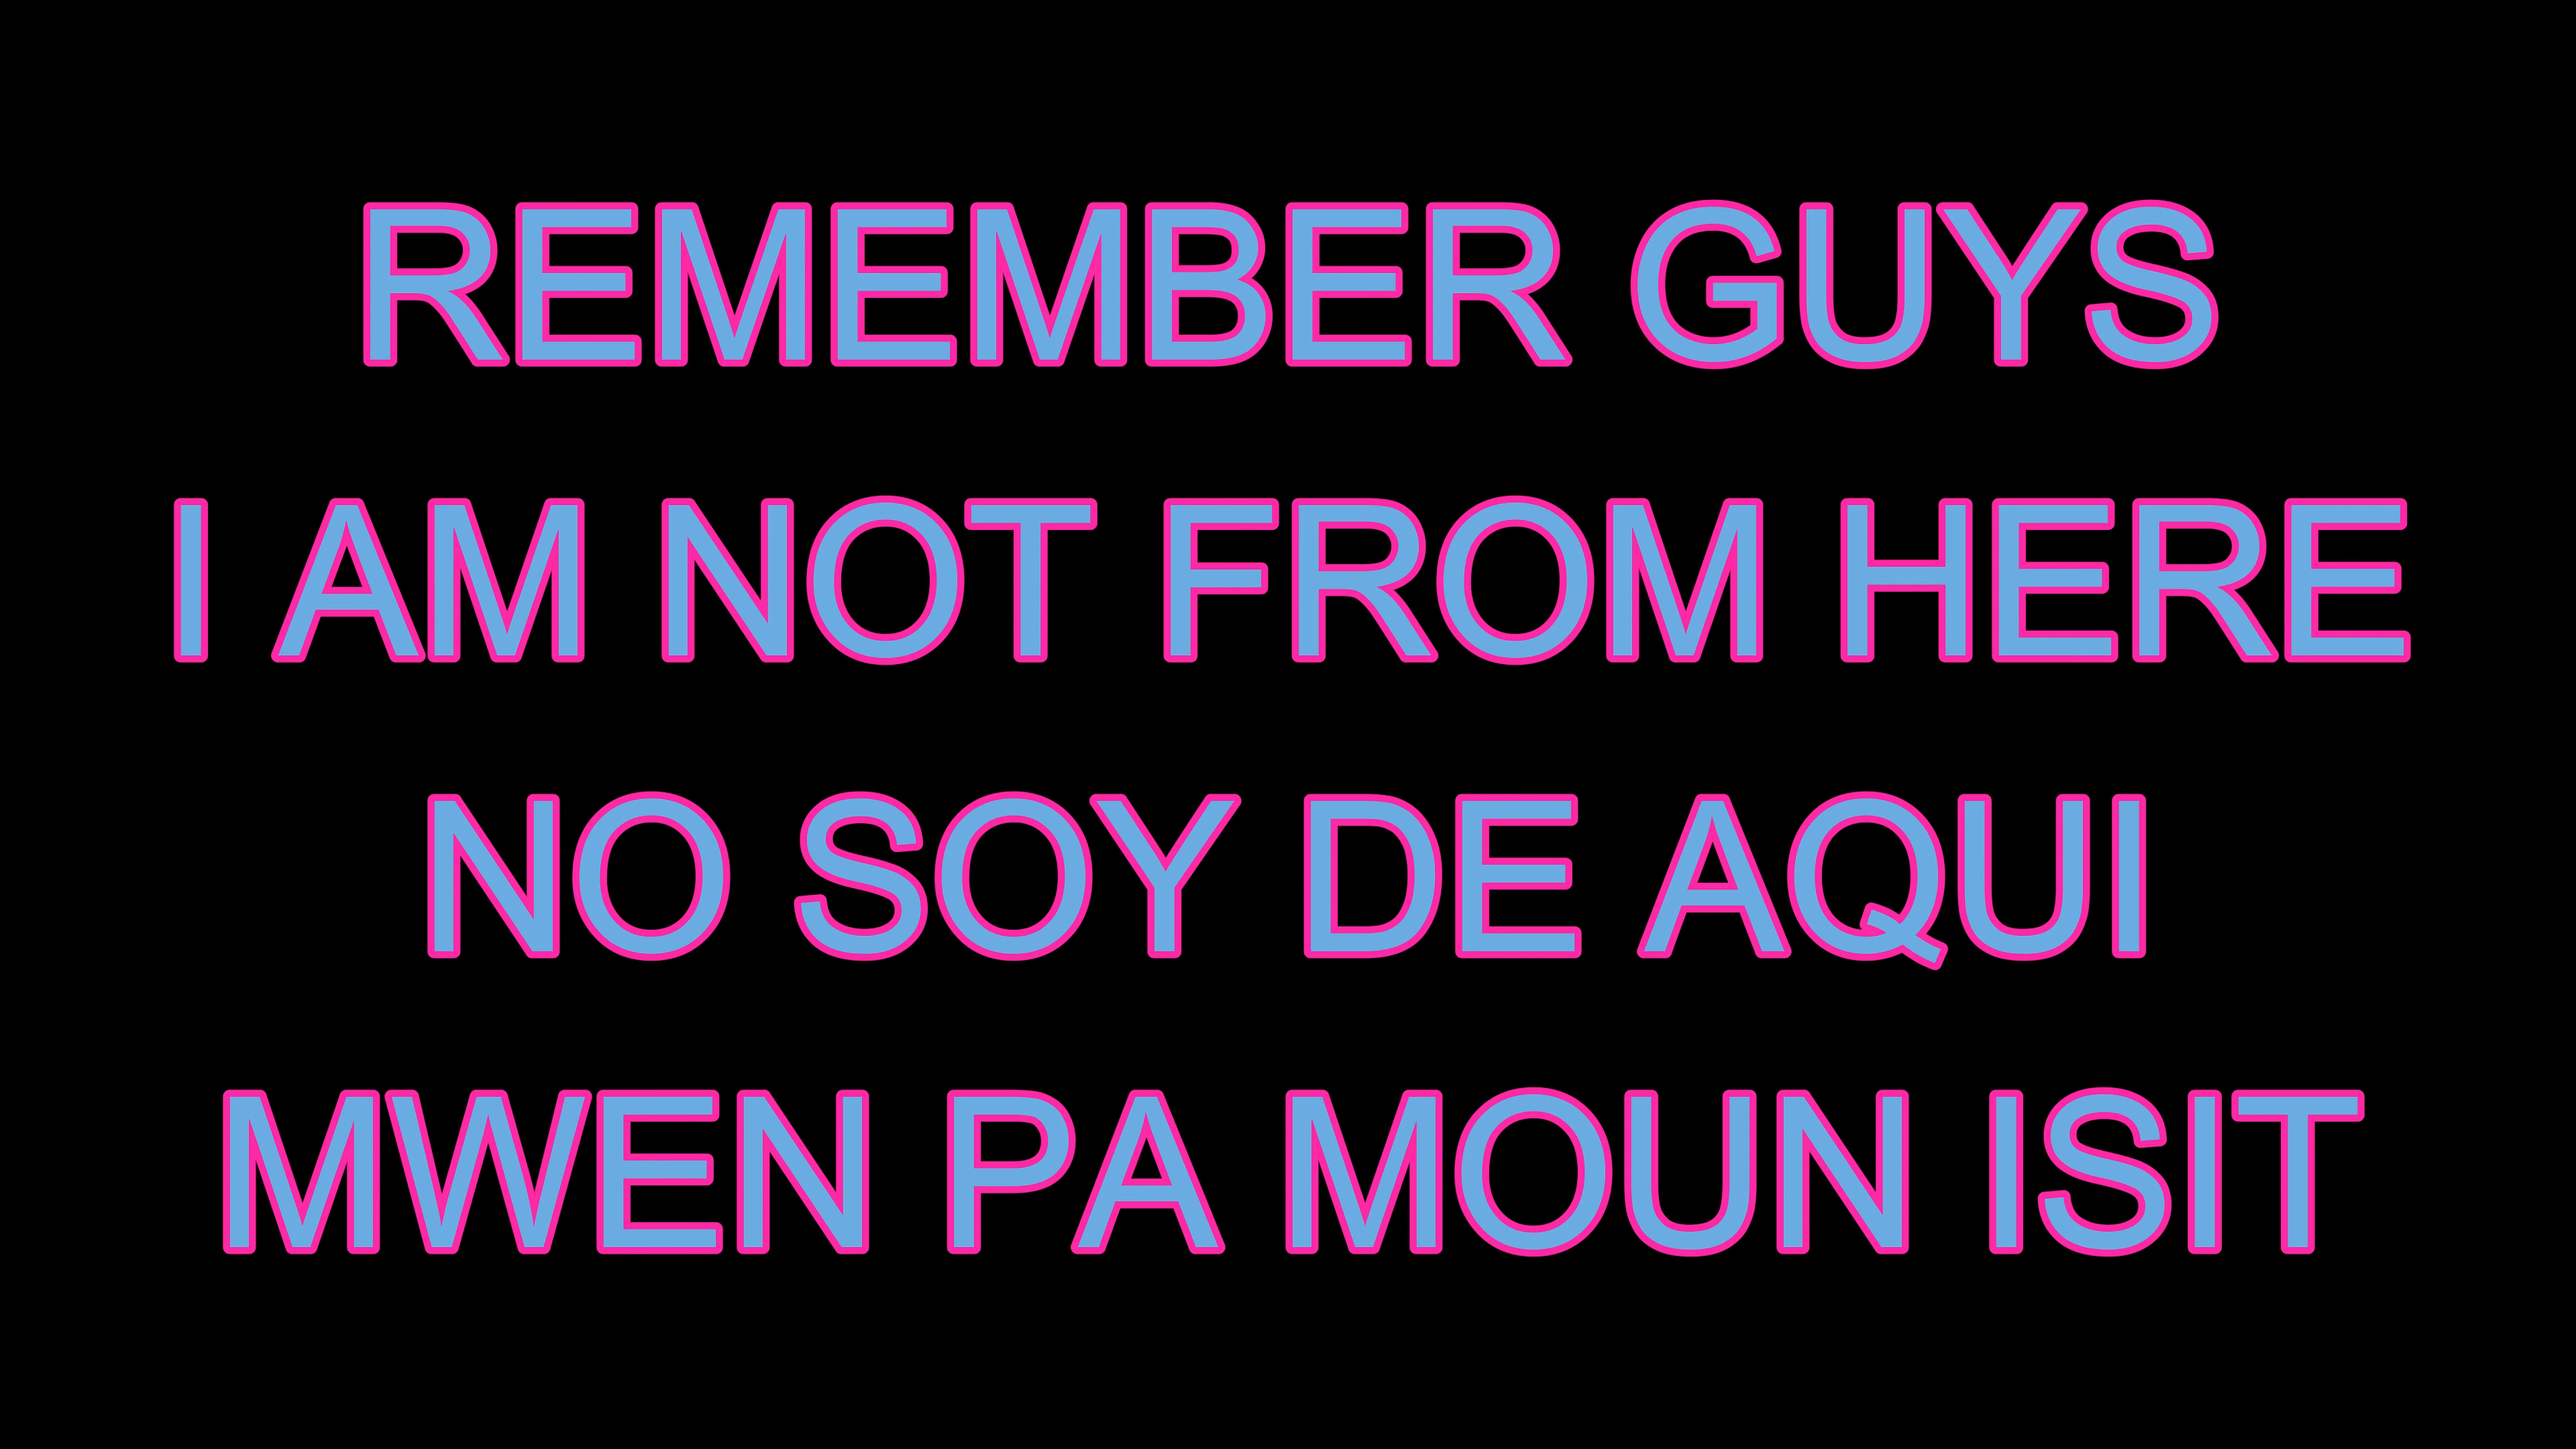 REMEMBER GUYS
I AM NOT FROM HERE
NO SOY DE AQUI
MWEN PA MOUN ISIT